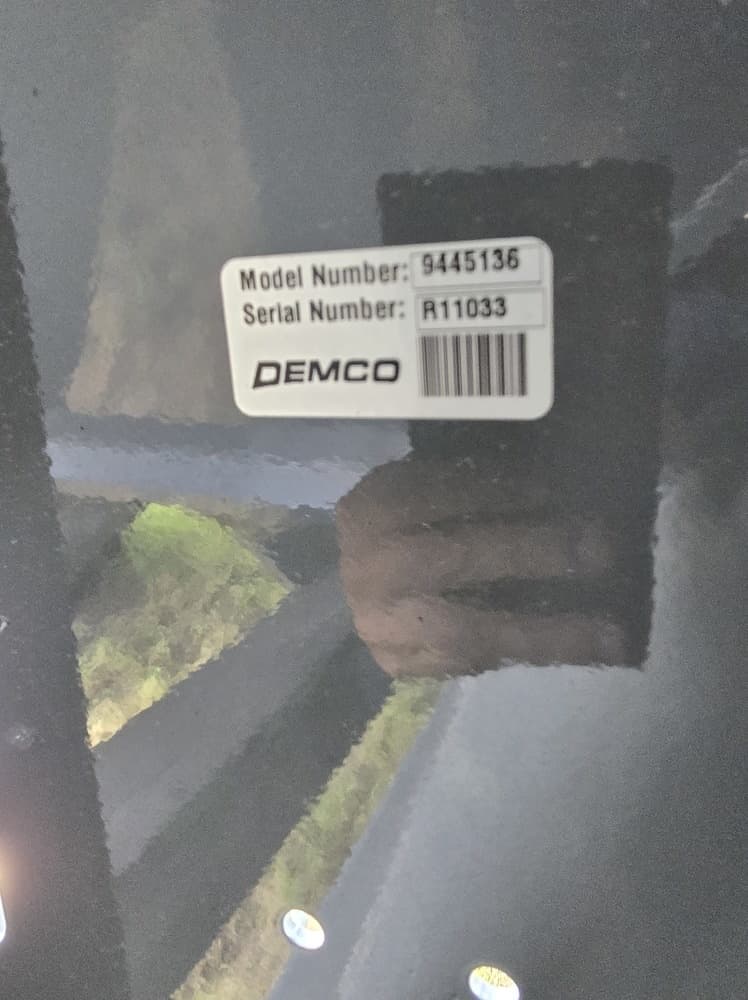 Model Number: 9445136
Serial Number: R11033
DEMCO